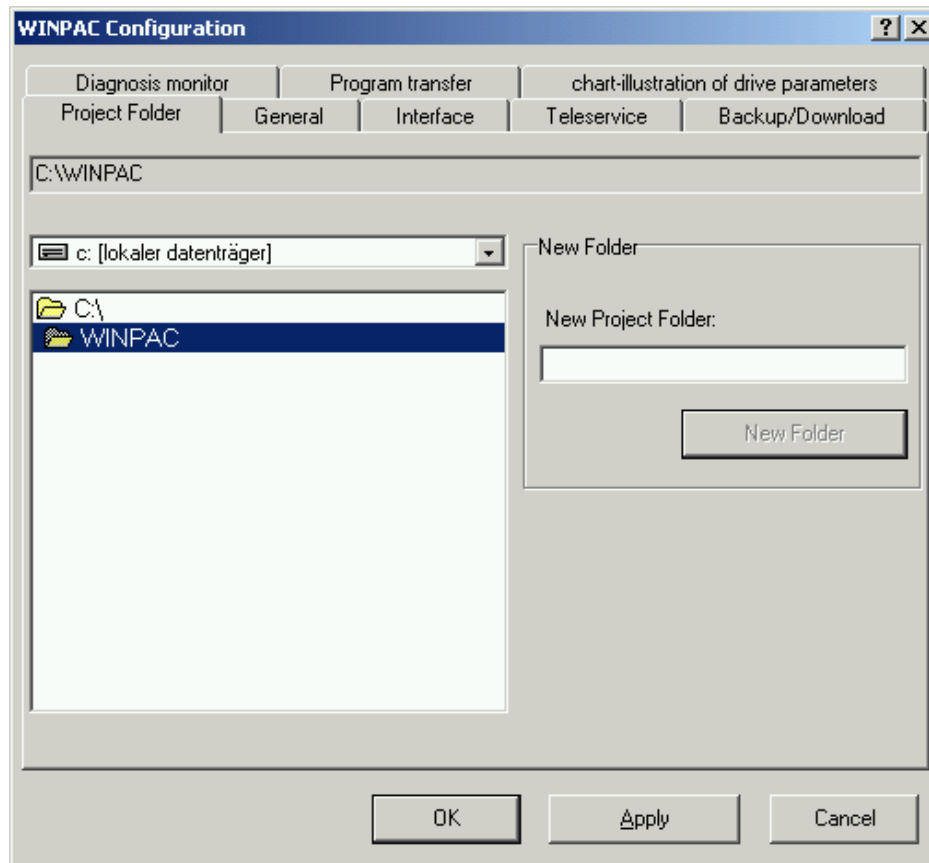 WINPAC Configuration
Diagnosis monitor
Program transfer
chart-illustration of drive parameters
Project Folder
General
Interface
Teleservice
Backup/Download
C:\WINPAC
c: [lokaler datenträger]
C:\
WINPAC
New Folder
New Project Folder:
New Folder
OK
Apply
Cancel